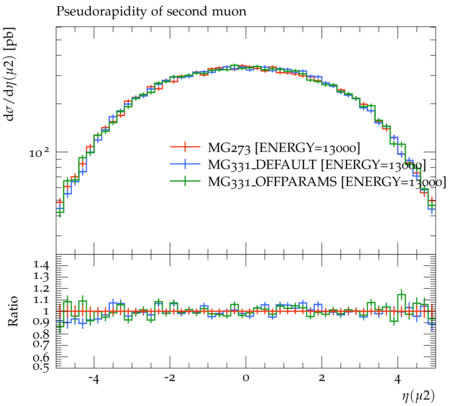 Pseudorapidity of second muon
dσ/dη(μ2) [pb]
10²
MG273 [ENERGY=13000]
MG331_DEFAULT [ENERGY=13000]
MG331_OFFPARAMS [ENERGY=13000]
Ratio
1.4
1.3
1.2
1.1
1
0.9
0.8
0.7
0.6
0.5
-4 -2 0 2 4
η(μ2)